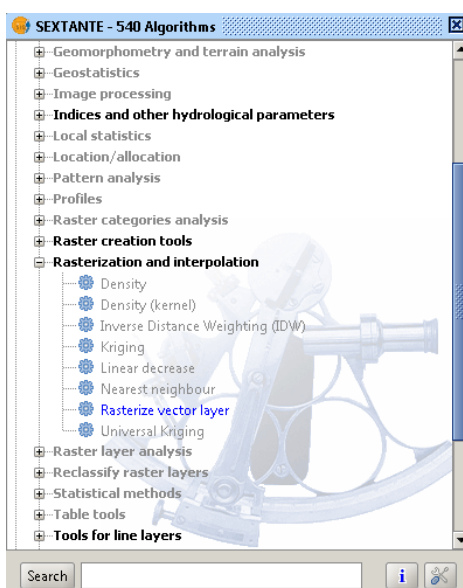 SEXTANTE - 540 Algorithms
Geomorphometry and terrain analysis
Geostatistics
Image processing
Indices and other hydrological parameters
Local statistics
Location/allocation
Pattern analysis
Profiles
Raster categories analysis
Raster creation tools
Rasterization and interpolation
Density
Density (kernel)
Inverse Distance Weighting (IDW)
Kriging
Linear decrease
Nearest neighbour
Rasterize vector layer
Universal Kriging
Raster layer analysis
Reclassify raster layers
Statistical methods
Table tools
Tools for line layers
Search i